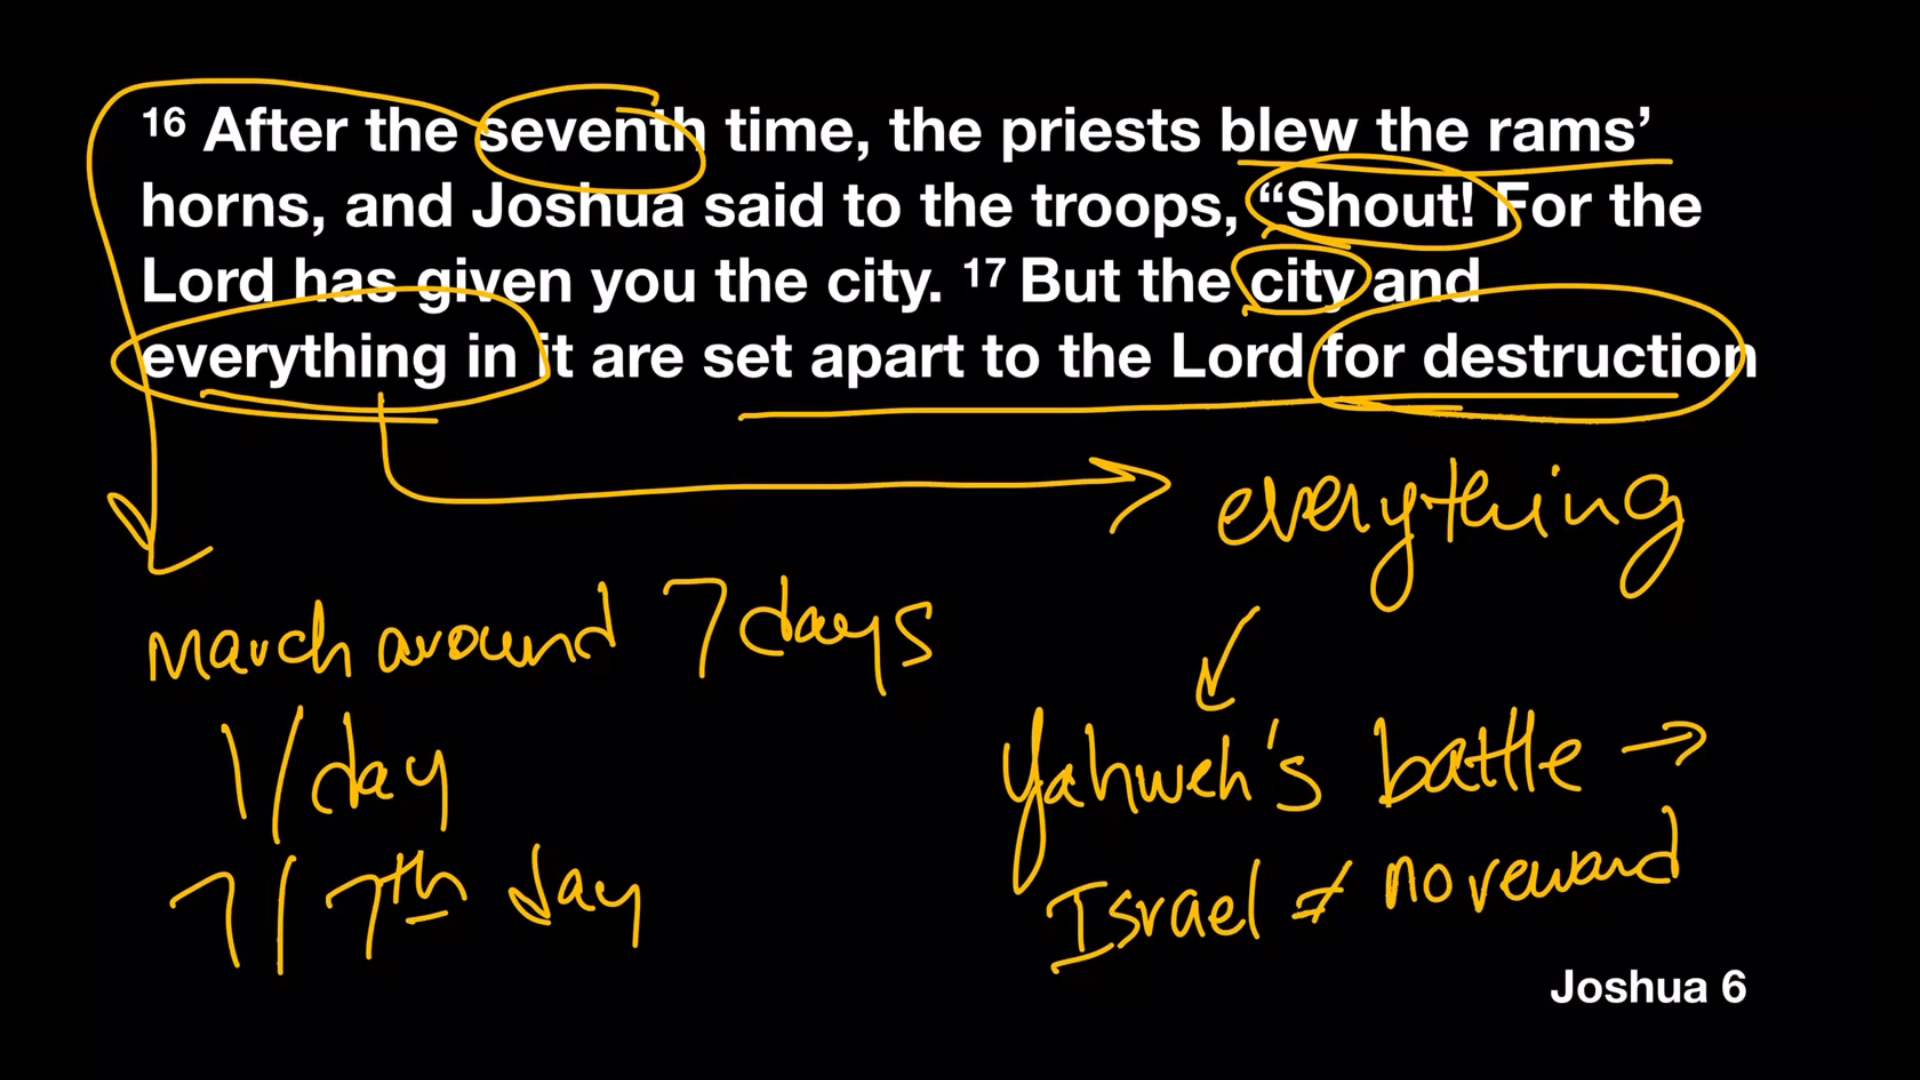 16 After the seventh time, the priests blew the rams’
horns, and Joshua said to the troops, “Shout! For the
Lord has given you the city. 17 But the city and
everything in it are set apart to the Lord for destruction
everything
march around 7 days
1/day
7/7th day
Yahweh's battle →
Israel ≠ no reward
Joshua 6